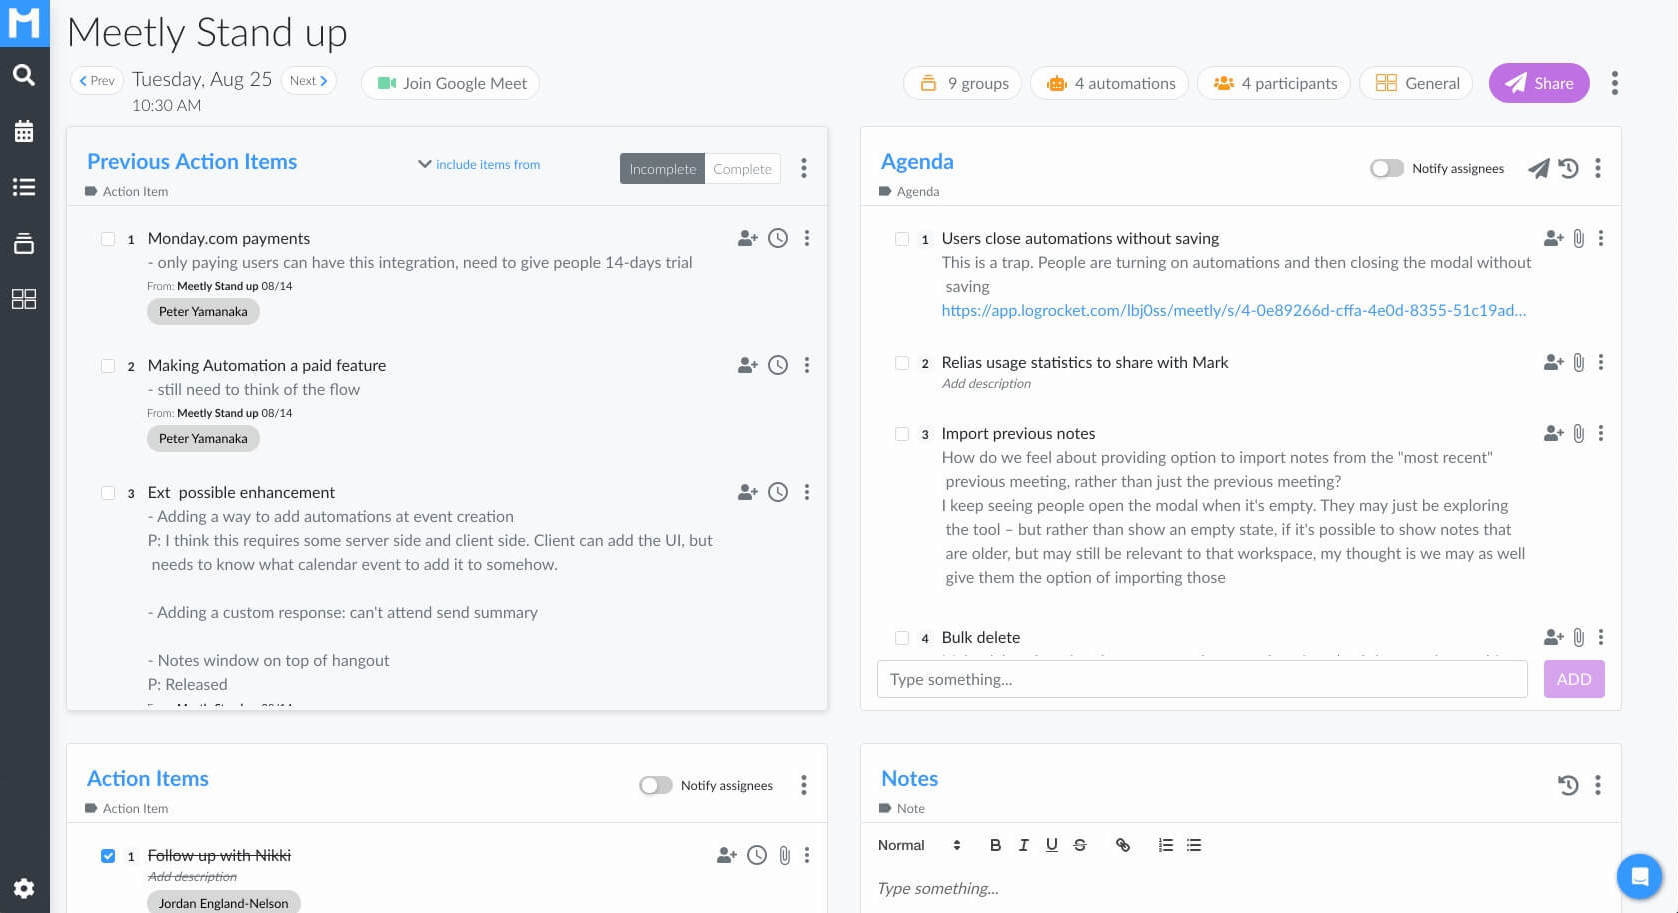 M
Meetly Stand up
Prev
Tuesday, Aug 25
Next
10:30 AM
Join Google Meet
9 groups
4 automations
4 participants
General
Share
Previous Action Items
include items from
Incomplete
Complete
Action Item
1 Monday.com payments
- only paying users can have this integration, need to give people 14-days trial
From: Meetly Stand up 08/14
Peter Yamanaka
2 Making Automation a paid feature
- still need to think of the flow
From: Meetly Stand up 08/14
Peter Yamanaka
3 Ext  possible enhancement
- Adding a way to add automations at event creation
P: I think this requires some server side and client side. Client can add the UI, but
needs to know what calendar event to add it to somehow.
- Adding a custom response: can't attend send summary
- Notes window on top of hangout
P: Released
Agenda
Notify assignees
Agenda
1 Users close automations without saving
This is a trap. People are turning on automations and then closing the modal without
saving
https://app.logrocket.com/lbj0ss/meetly/s/4-0e89266d-cffa-4e0d-8355-51c19ad...
2 Relias usage statistics to share with Mark
Add description
3 Import previous notes
How do we feel about providing option to import notes from the "most recent"
previous meeting, rather than just the previous meeting?
I keep seeing people open the modal when it's empty. They may just be exploring
the tool – but rather than show an empty state, if it's possible to show notes that
are older, but may still be relevant to that workspace, my thought is we may as well
give them the option of importing those
4 Bulk delete
Type something...
ADD
Action Items
Notify assignees
Action Item
1 Follow up with Nikki
Add description
Jordan England-Nelson
Notes
Note
Normal
B I U S
Type something...